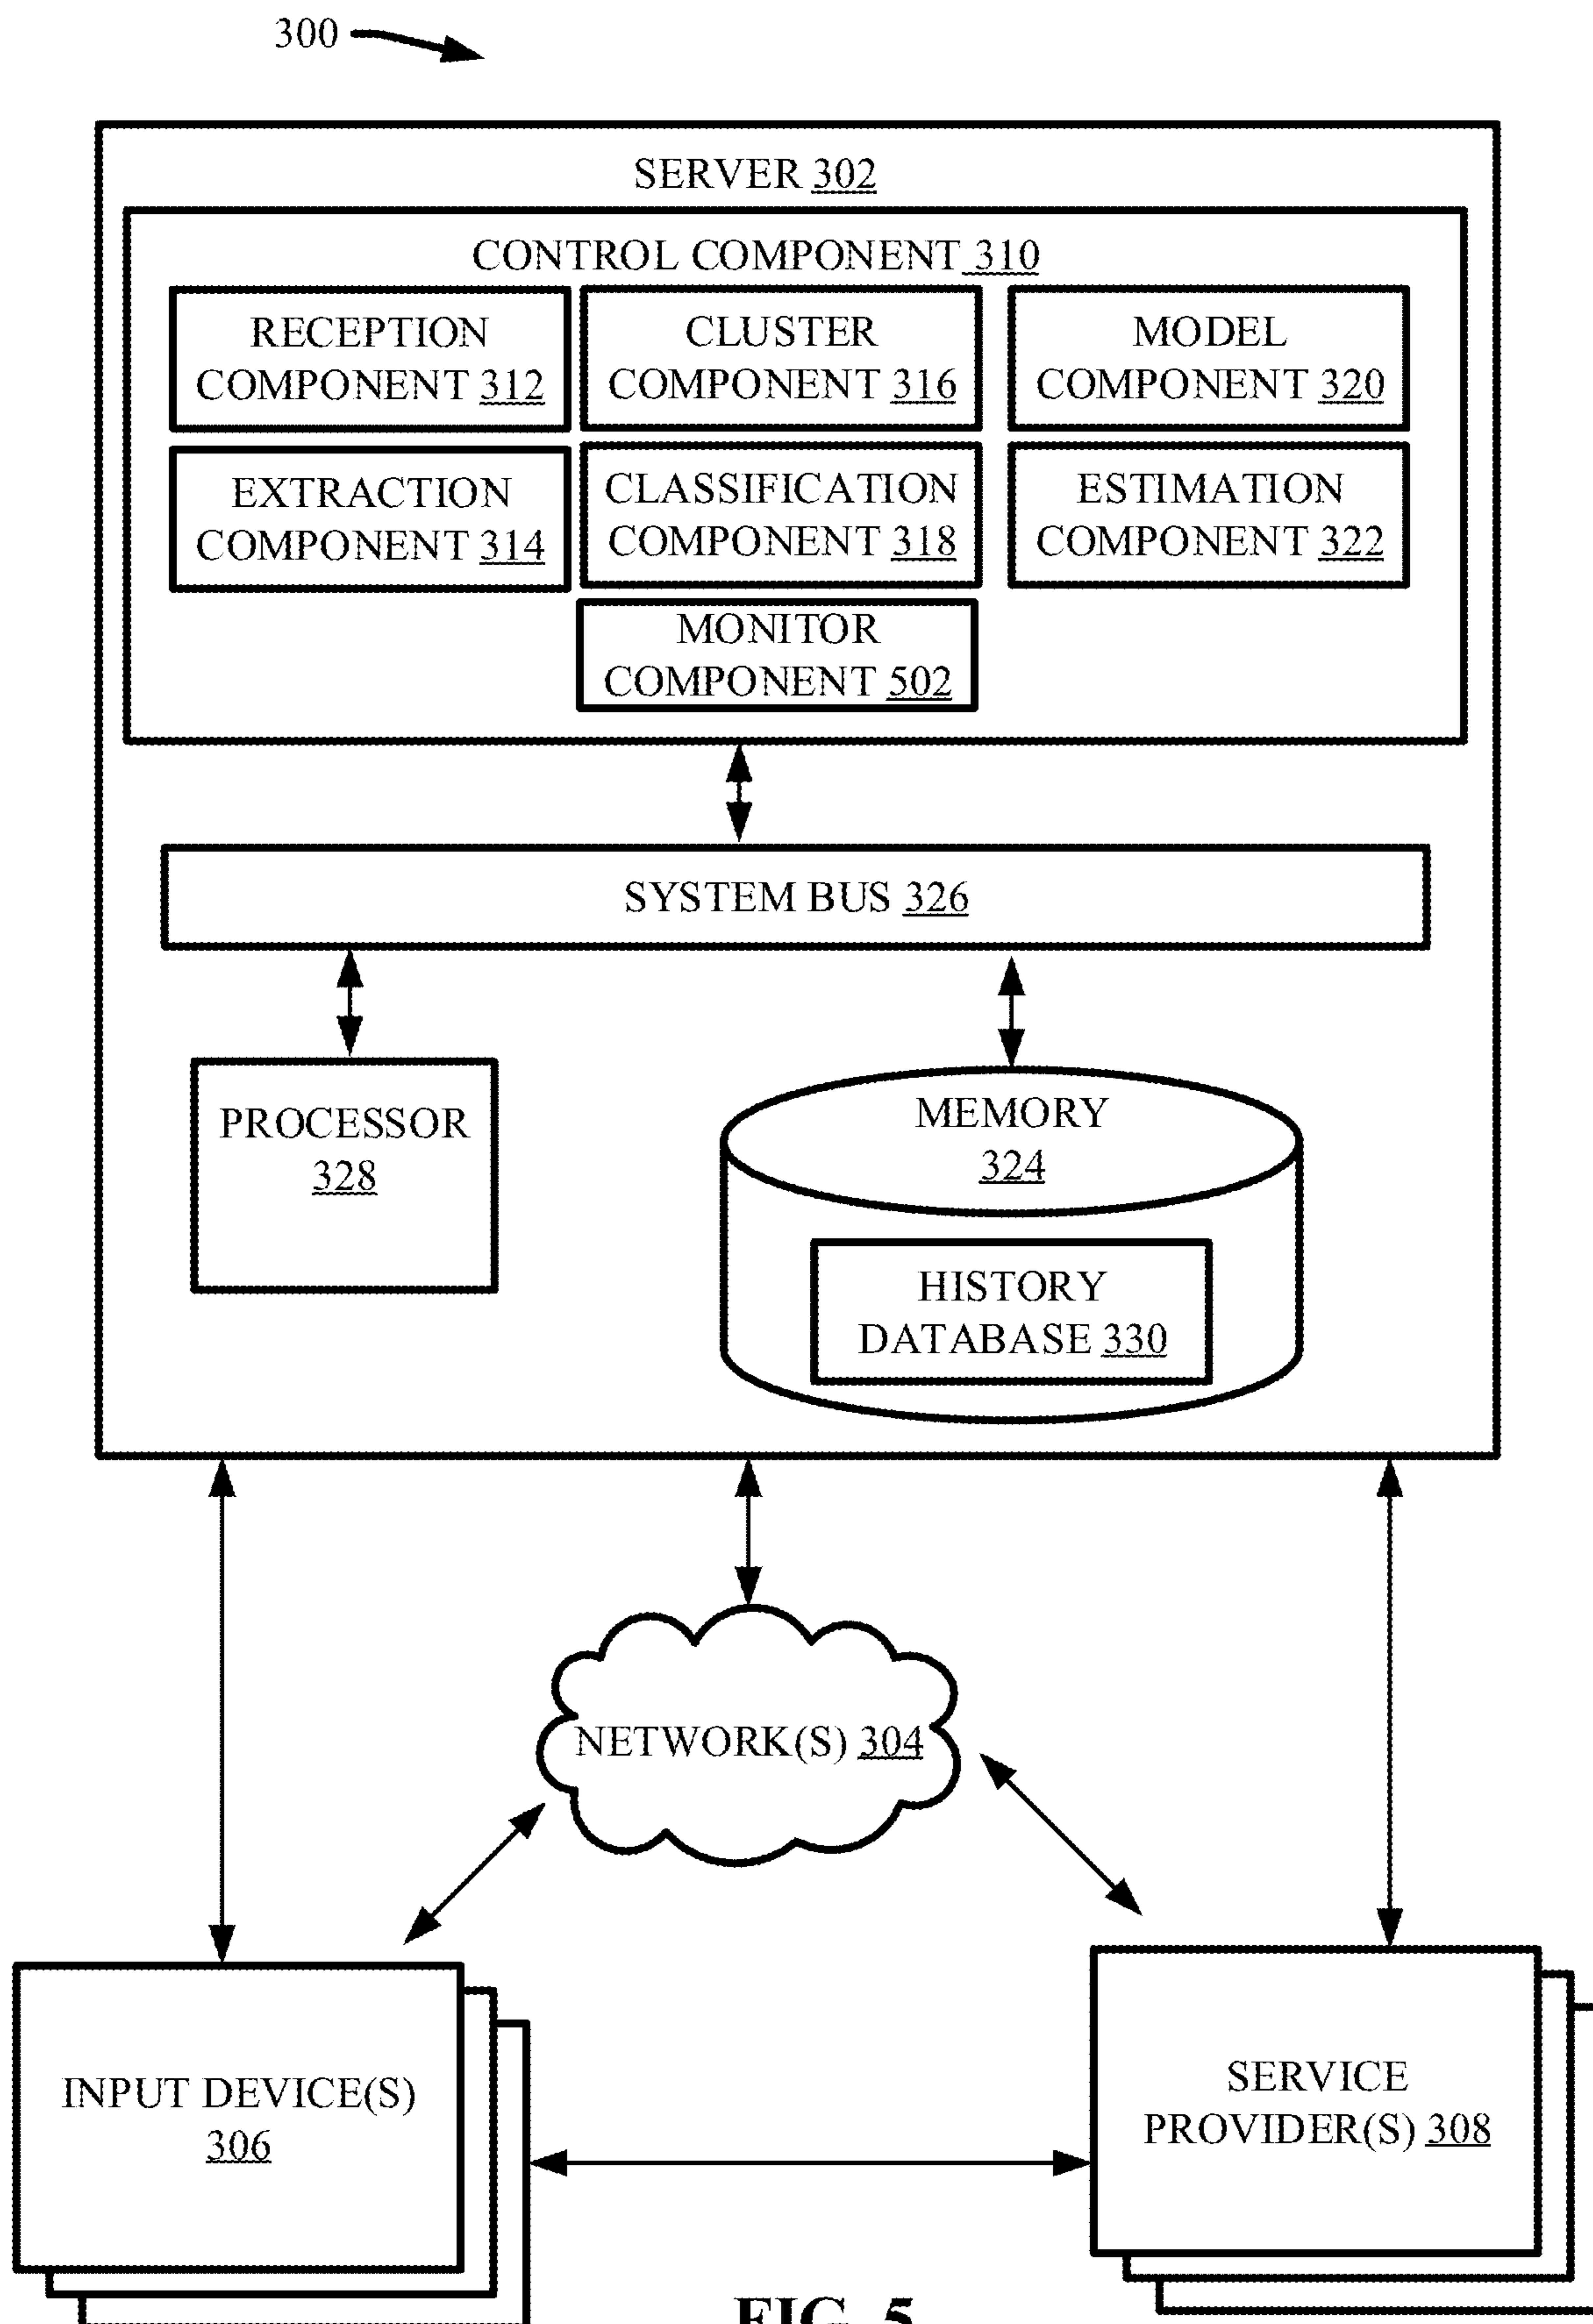 300
SERVER 302
CONTROL COMPONENT 310
RECEPTION
COMPONENT 312
CLUSTER
COMPONENT 316
MODEL
COMPONENT 320
EXTRACTION
COMPONENT 314
CLASSIFICATION
COMPONENT 318
ESTIMATION
COMPONENT 322
MONITOR
COMPONENT 502
SYSTEM BUS 326
PROCESSOR
328
MEMORY
324
HISTORY
DATABASE 330
NETWORK(S) 304
INPUT DEVICE(S)
306
SERVICE
PROVIDER(S) 308
FIG. 5